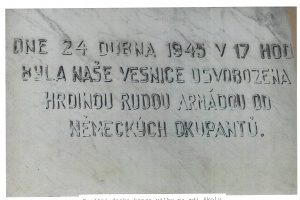 DNE 24 DUBNA 1945 V 17 HOD
BYLA NAŠE VESNICE OSVOBOZENA
HRDINOU RUDOU ARMÁDOU OD
NĚMECKÝCH OKUPANTŮ.